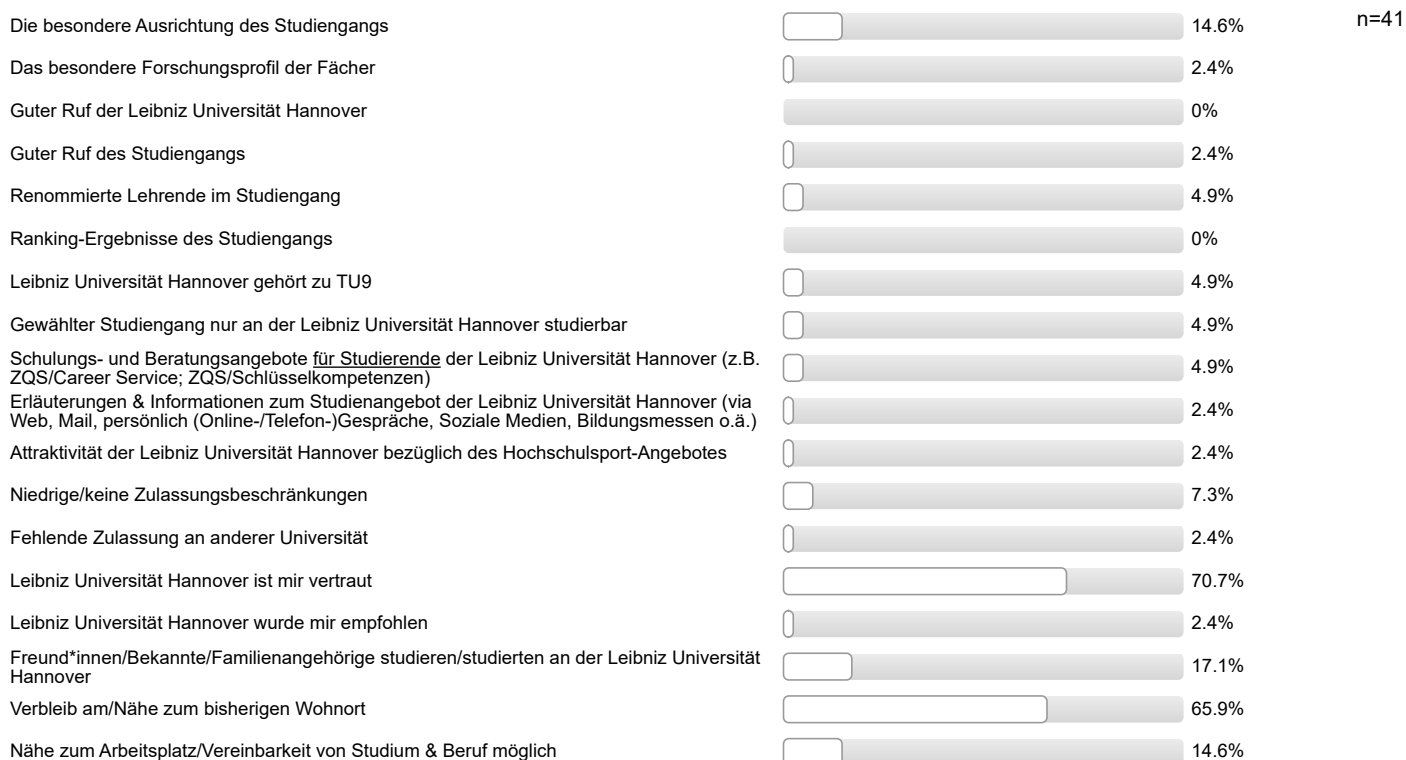 Die besondere Ausrichtung des Studiengangs 14.6% n=41
Das besondere Forschungsprofil der Fächer 2.4%
Guter Ruf der Leibniz Universität Hannover 0%
Guter Ruf des Studiengangs 2.4%
Renommierte Lehrende im Studiengang 4.9%
Ranking-Ergebnisse des Studiengangs 0%
Leibniz Universität Hannover gehört zu TU9 4.9%
Gewählter Studiengang nur an der Leibniz Universität Hannover studierbar 4.9%
Schulungs- und Beratungsangebote für Studierende der Leibniz Universität Hannover (z.B.
ZQS/Career Service; ZQS/Schlüsselkompetenzen) 4.9%
Erläuterungen & Informationen zum Studienangebot der Leibniz Universität Hannover (via
Web, Mail, persönlich (Online-/Telefon-)Gespräche, Soziale Medien, Bildungsmessen o.ä.) 2.4%
Attraktivität der Leibniz Universität Hannover bezüglich des Hochschulsport-Angebotes 2.4%
Niedrige/keine Zulassungsbeschränkungen 7.3%
Fehlende Zulassung an anderer Universität 2.4%
Leibniz Universität Hannover ist mir vertraut 70.7%
Leibniz Universität Hannover wurde mir empfohlen 2.4%
Freund*innen/Bekannte/Familienangehörige studieren/studierten an der Leibniz Universität
Hannover 17.1%
Verbleib am/Nähe zum bisherigen Wohnort 65.9%
Nähe zum Arbeitsplatz/Vereinbarkeit von Studium & Beruf möglich 14.6%